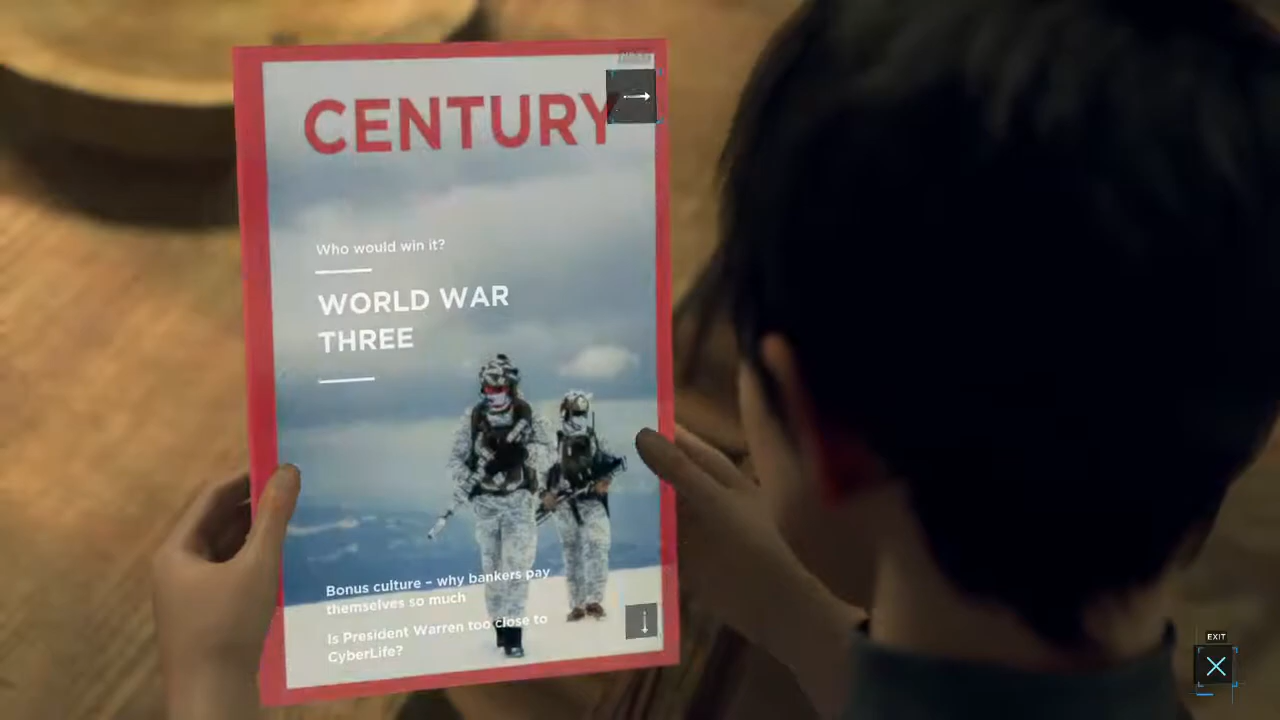 CENTURY
Who would win it?
WORLD WAR
THREE
Bonus culture – why bankers pay
themselves so much
Is President Warren too close to
CyberLife?
EXIT